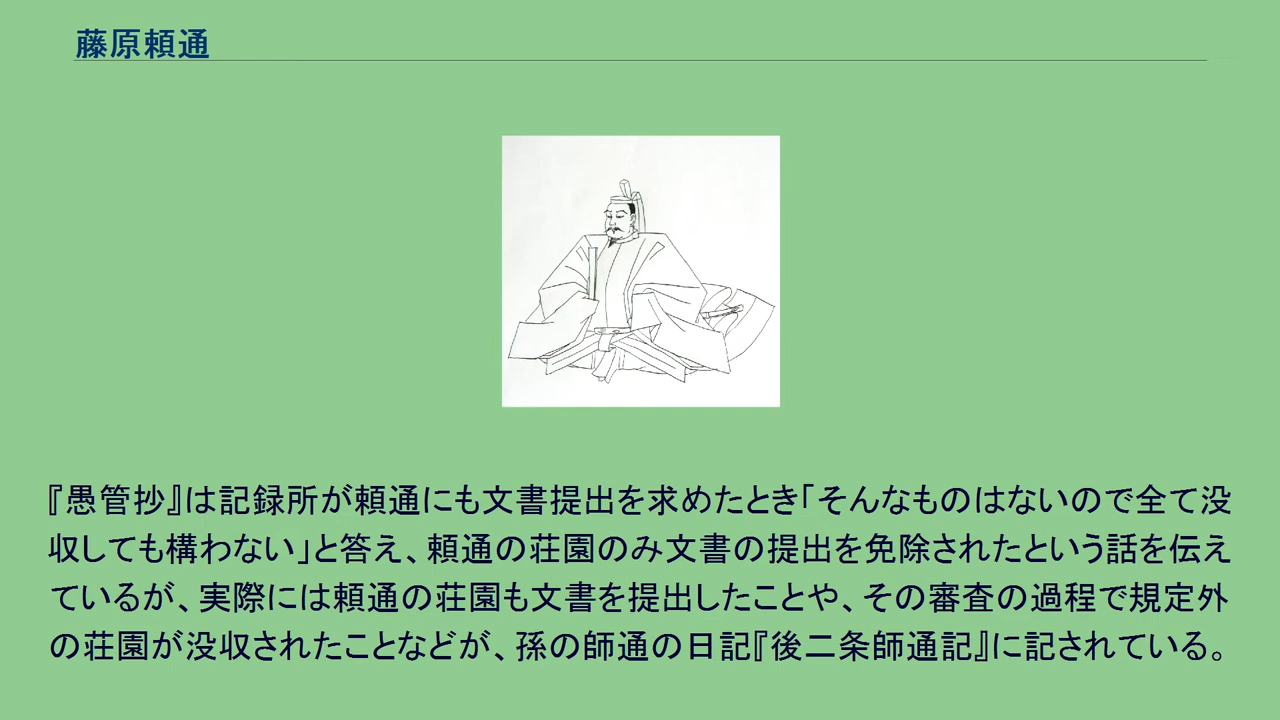 藤原頼通
『愚管抄』は記録所が頼通にも文書提出を求めたとき「そんなものはないので全て没
収しても構わない」と答え、頼通の荘園のみ文書の提出を免除されたという話を伝え
ているが、実際には頼通の荘園も文書を提出したことや、その審査の過程で規定外
の荘園が没収されたことなどが、孫の師通の日記『後二条師通記』に記されている。